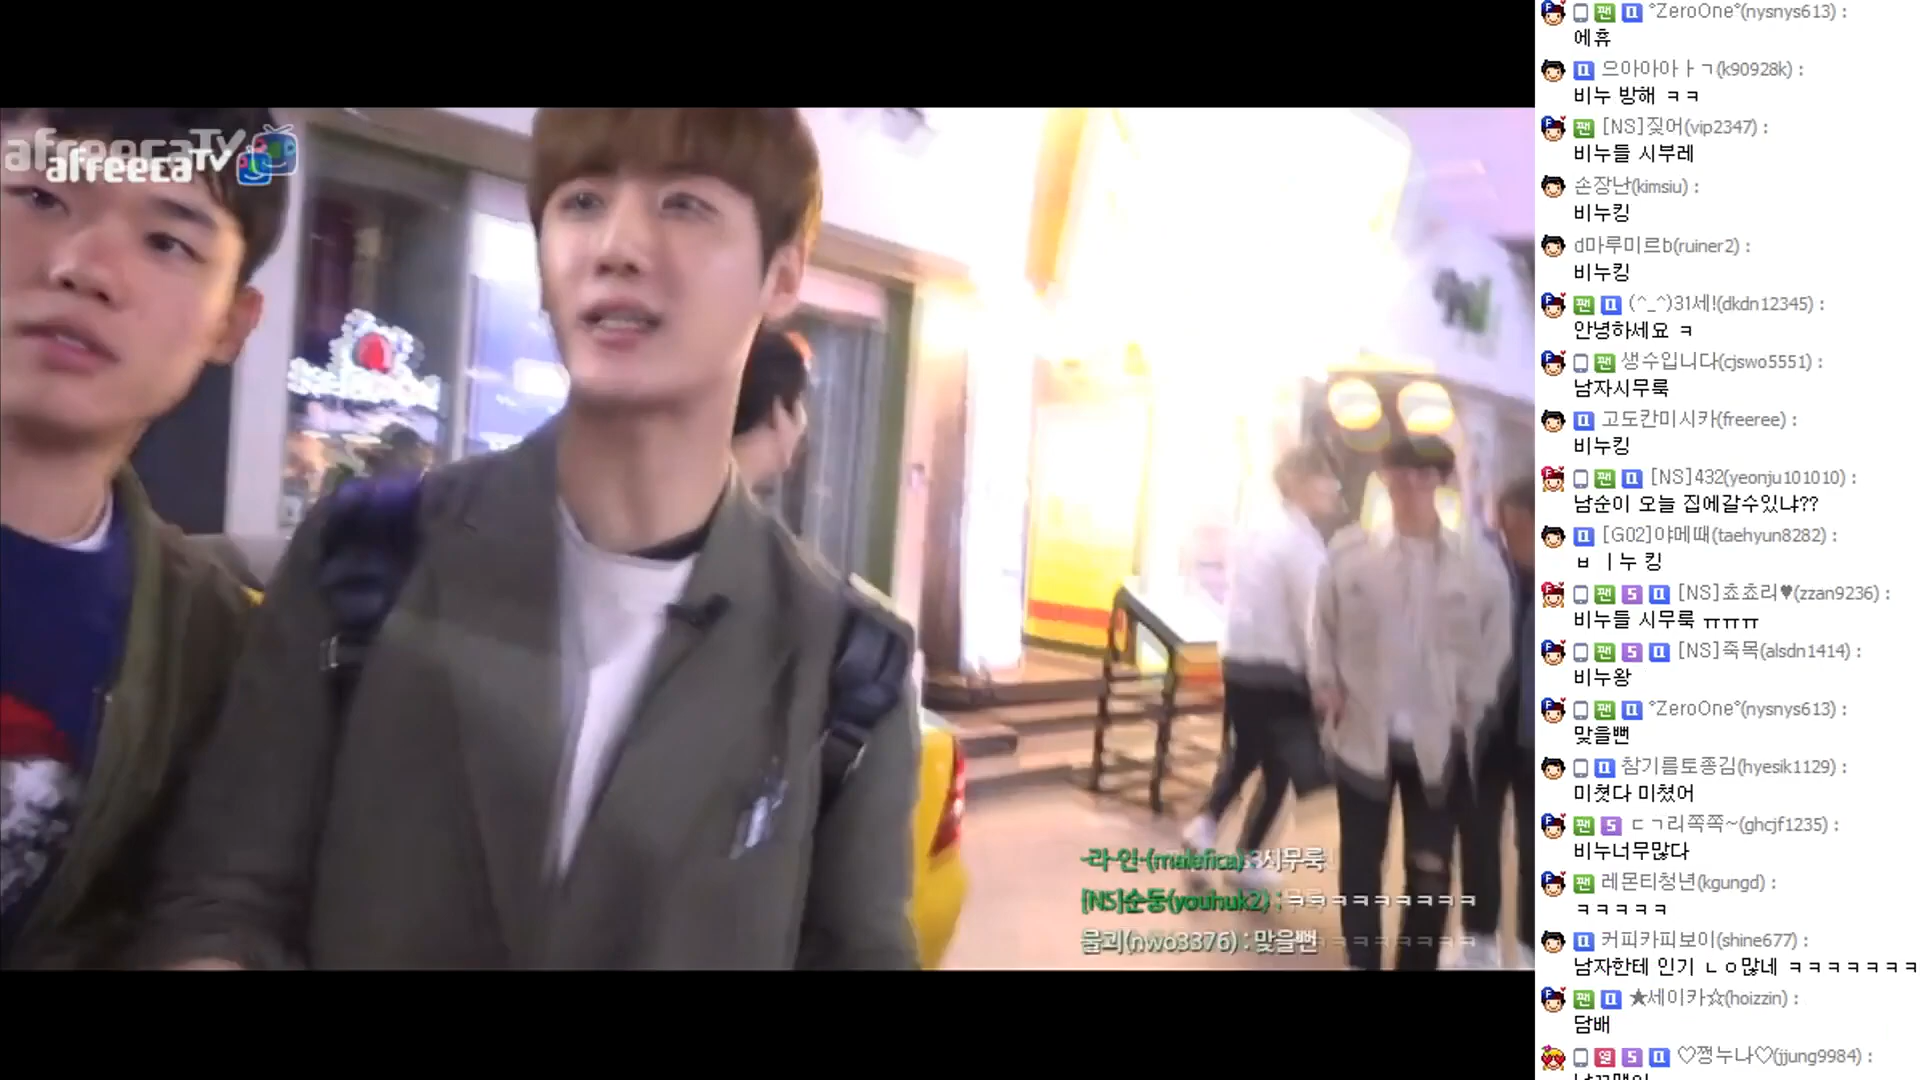 afreecaTV
afreecaTV
-라-인-(malefica) 3시무룩
[NS]순둥(youhuk2) : ㅋㅋㅋㅋㅋㅋㅋㅋㅋ
물괴(nwo3376) : 맞을뻔
°ZeroOne°(nysnys613) :
에휴
으아아아ㅏㄱ(k90928k) :
비누 방해 ㅋㅋ
[NS]짖어(vip2347) :
비누들 시부레
손장난(kimsiu) :
비누킹
d마루미르b(ruiner2) :
비누킹
(^_^)31세!(dkdn12345) :
안녕하세요 ㅋ
생수입니다(cjswo5551) :
남자시무룩
고도칸미시카(freeree) :
비누킹
[NS]432(yeonju101010) :
남순이 오늘 집에갈수있냐??
[G02]야메때(taehyun8282) :
ㅂㅣ누 킹
[NS]쵸쵸리♥(zzan9236) :
비누들 시무룩 ㅠㅠㅠ
[NS]죽목(alsdn1414) :
비누왕
°ZeroOne°(nysnys613) :
맞을뻔
참기름토종김(hyesik1129) :
미쳣다 미쳤어
ㄷㄱ리쪽쪽~(ghcjf1235) :
비누너무많다
레몬티청년(kgungd) :
ㅋㅋㅋㅋㅋ
커피카피보이(shine677) :
남자한테 인기 ㄴㅇ많네 ㅋㅋㅋㅋㅋㅋㅋ
★세이카☆(hoizzin) :
담배
♡쩡누나♡(jjung9984) :